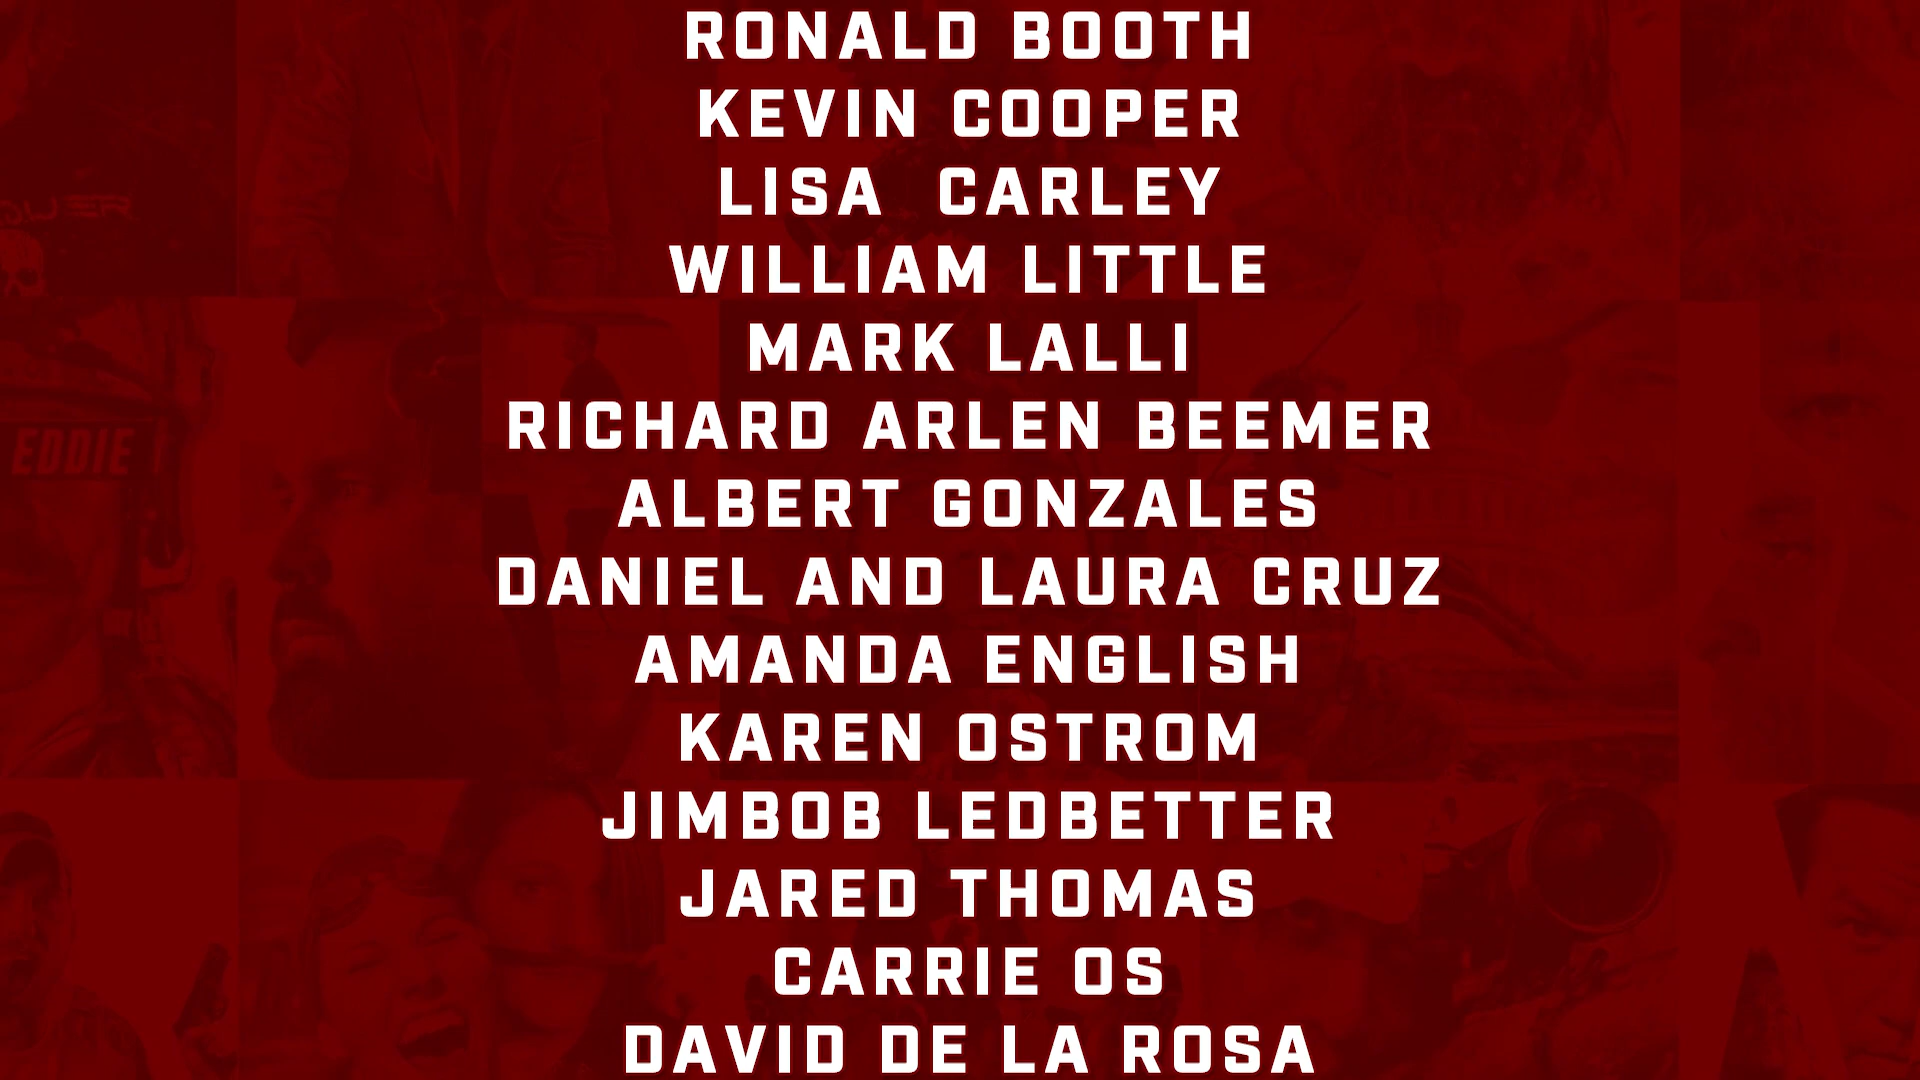 RONALD BOOTH
KEVIN COOPER
LISA  CARLEY
WILLIAM LITTLE
MARK LALLI
RICHARD ARLEN BEEMER
ALBERT GONZALES
DANIEL AND LAURA CRUZ
AMANDA ENGLISH
KAREN OSTROM
JIMBOB LEDBETTER
JARED THOMAS
CARRIE OS
DAVID DE LA ROSA
EDDIE